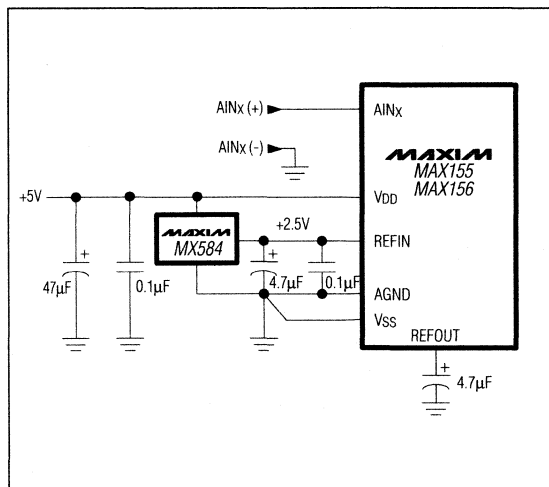 AINx (+)
AINx
AINx (-)
MAXIM
MAX155
MAX156
+5V
VDD
MAXIM
MX584
+2.5V
REFIN
47µF
+
0.1µF
+
4.7µF
0.1µF
AGND
VSS
REFOUT
+
4.7µF